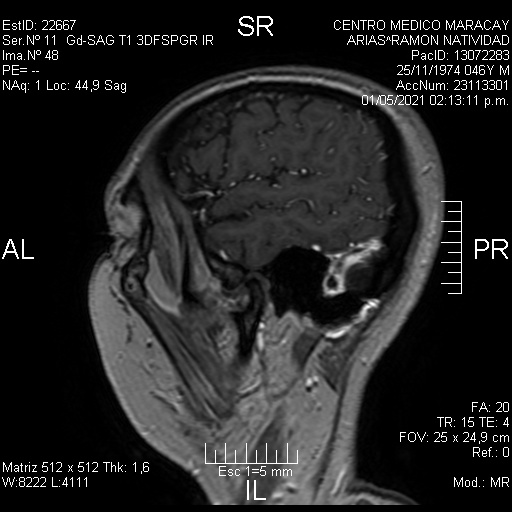 EstID: 22667
Ser.Nº 11 Gd-SAG T1 3DFSPGR IR
Ima.Nº 48
PE= --
NAq: 1 Loc: 44,9 Sag
SR
CENTRO MEDICO MARACAY
ARIAS^RAMON NATIVIDAD
PacID: 13072283
25/11/1974 046Y M
AccNum: 23113301
01/05/2021 02:13:11 p.m.
AL
PR
FA: 20
TR: 15 TE: 4
FOV: 25 x 24,9 cm
Ref.: 0
Mod.: MR
Matriz 512 x 512 Thk: 1,6
W:8222 L:4111
Esc 1=5 mm
IL